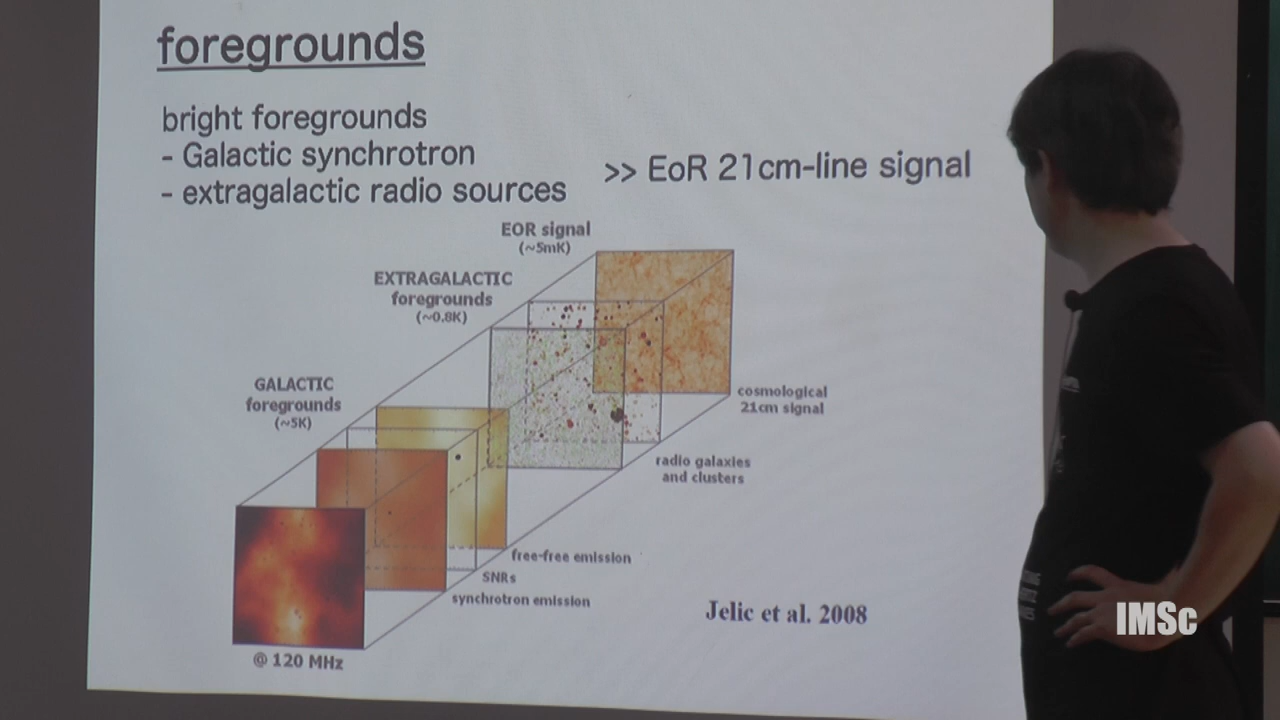 foregrounds
bright foregrounds
- Galactic synchrotron
- extragalactic radio sources
>> EoR 21cm-line signal
EOR signal
(~5mK)
EXTRAGALACTIC
foregrounds
(~0.8K)
GALACTIC
foregrounds
(~5K)
cosmological
21cm signal
radio galaxies
and clusters
free-free emission
SNRs
synchrotron emission
@ 120 MHz
Jelic et al. 2008
IMSc